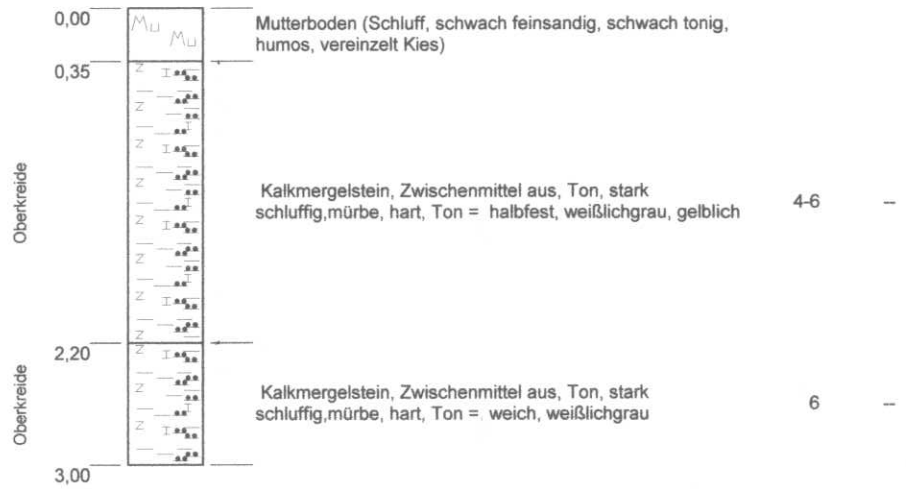 0,00
Mu
Mu
Mutterboden (Schluff, schwach feinsandig, schwach tonig,
humos, vereinzelt Kies)
0,35
Oberkreide
Kalkmergelstein, Zwischenmittel aus, Ton, stark
schluffig,mürbe, hart, Ton = halbfest, weißlichgrau, gelblich
4-6
--
2,20
Oberkreide
Kalkmergelstein, Zwischenmittel aus, Ton, stark
schluffig,mürbe, hart, Ton = weich, weißlichgrau
6
--
3,00